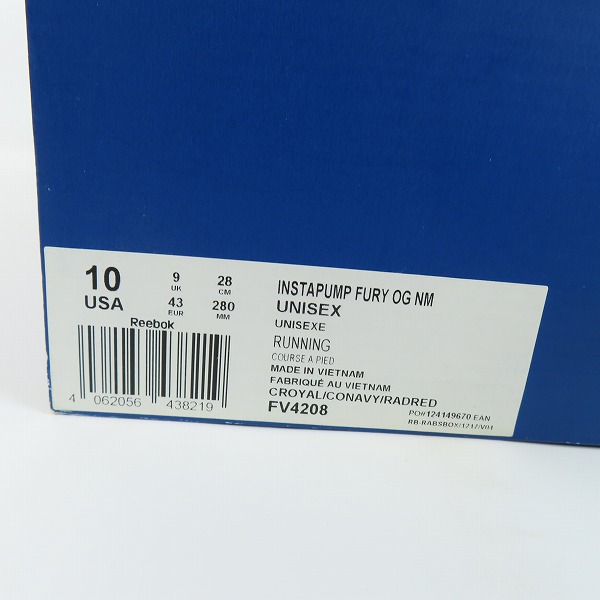 10
USA
9
UK
28
CM
43
EUR
280
MM
Reebok
4 062056 438219
INSTAPUMP FURY OG NM
UNISEX
UNISEXE
RUNNING
COURSE A PIED
MADE IN VIETNAM
FABRIQUÉ AU VIETNAM
CROYAL/CONAVY/RADRED
FV4208
PO# 124149670 EAN
RB-RABSBOX/1217/V01